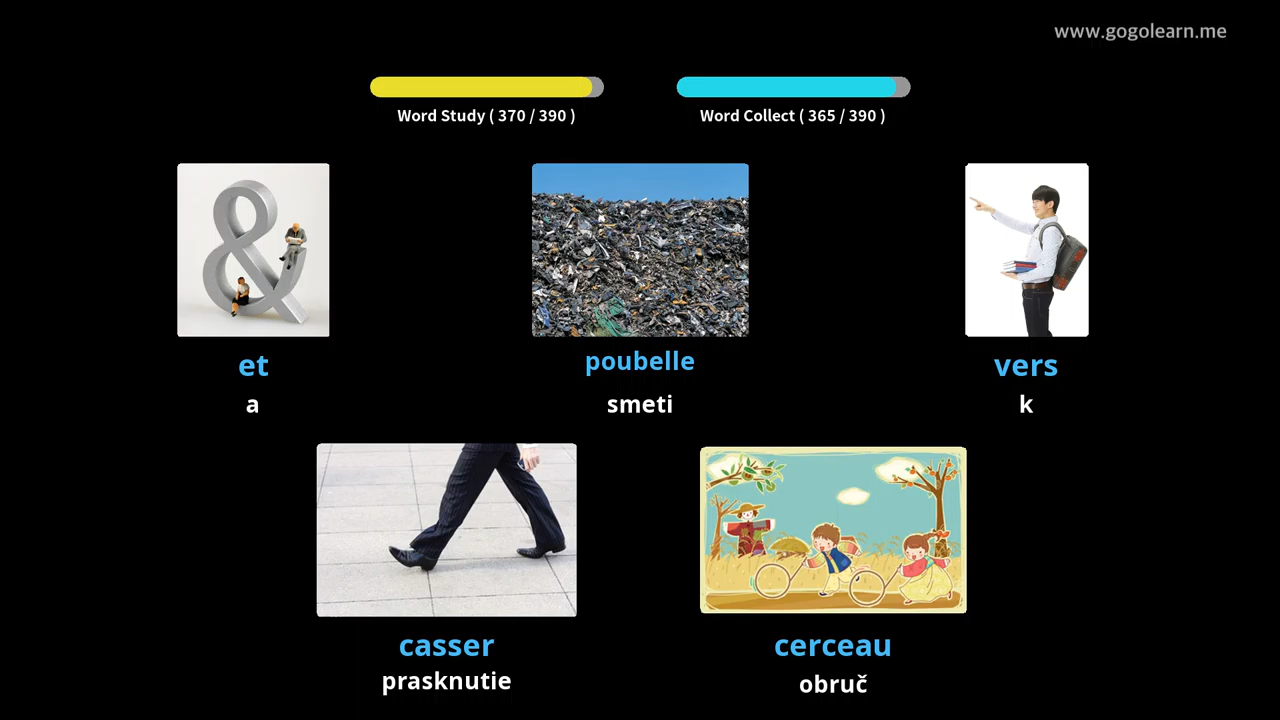 www.gogolearn.me
Word Study ( 370 / 390 )
Word Collect ( 365 / 390 )
et
a
poubelle
smeti
vers
k
casser
prasknutie
cerceau
obruč